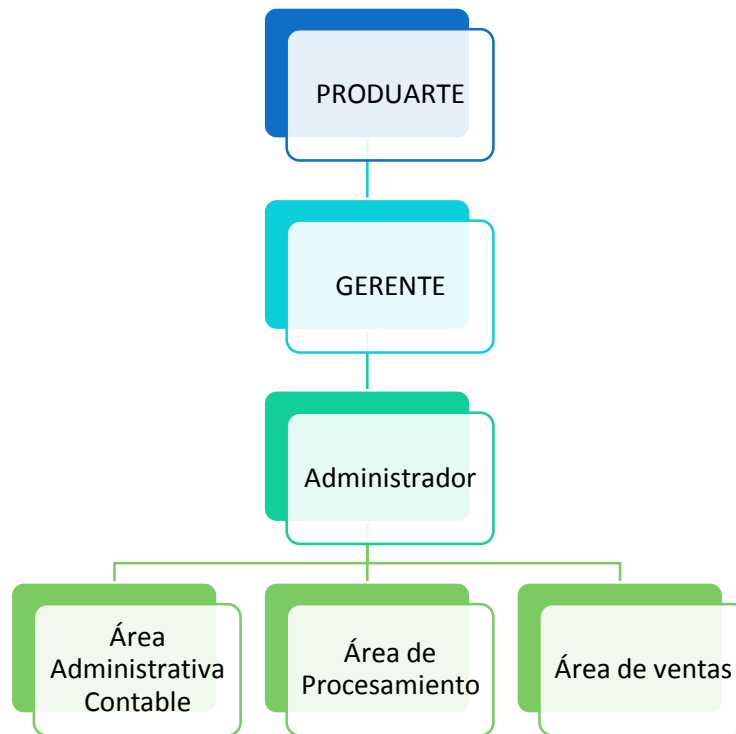 PRODUARTE
GERENTE
Administrador
Área
Administrativa
Contable
Área de
Procesamiento
Área de ventas